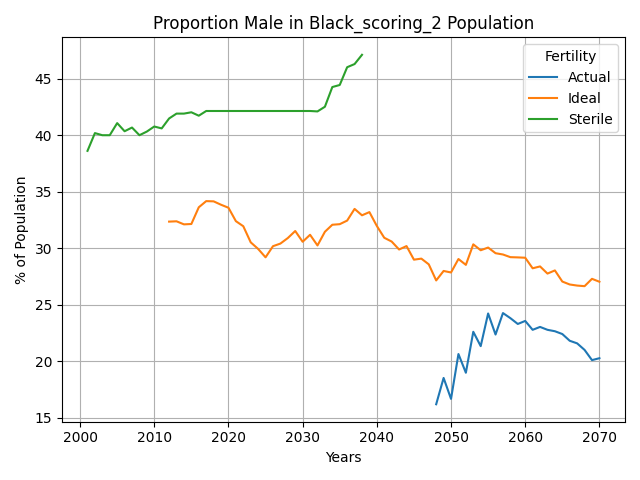 Proportion Male in Black_scoring_2 Population
Fertility
Actual
Ideal
Sterile
% of Population
45
40
35
30
25
20
15
2000 2010 2020 2030 2040 2050 2060 2070
Years